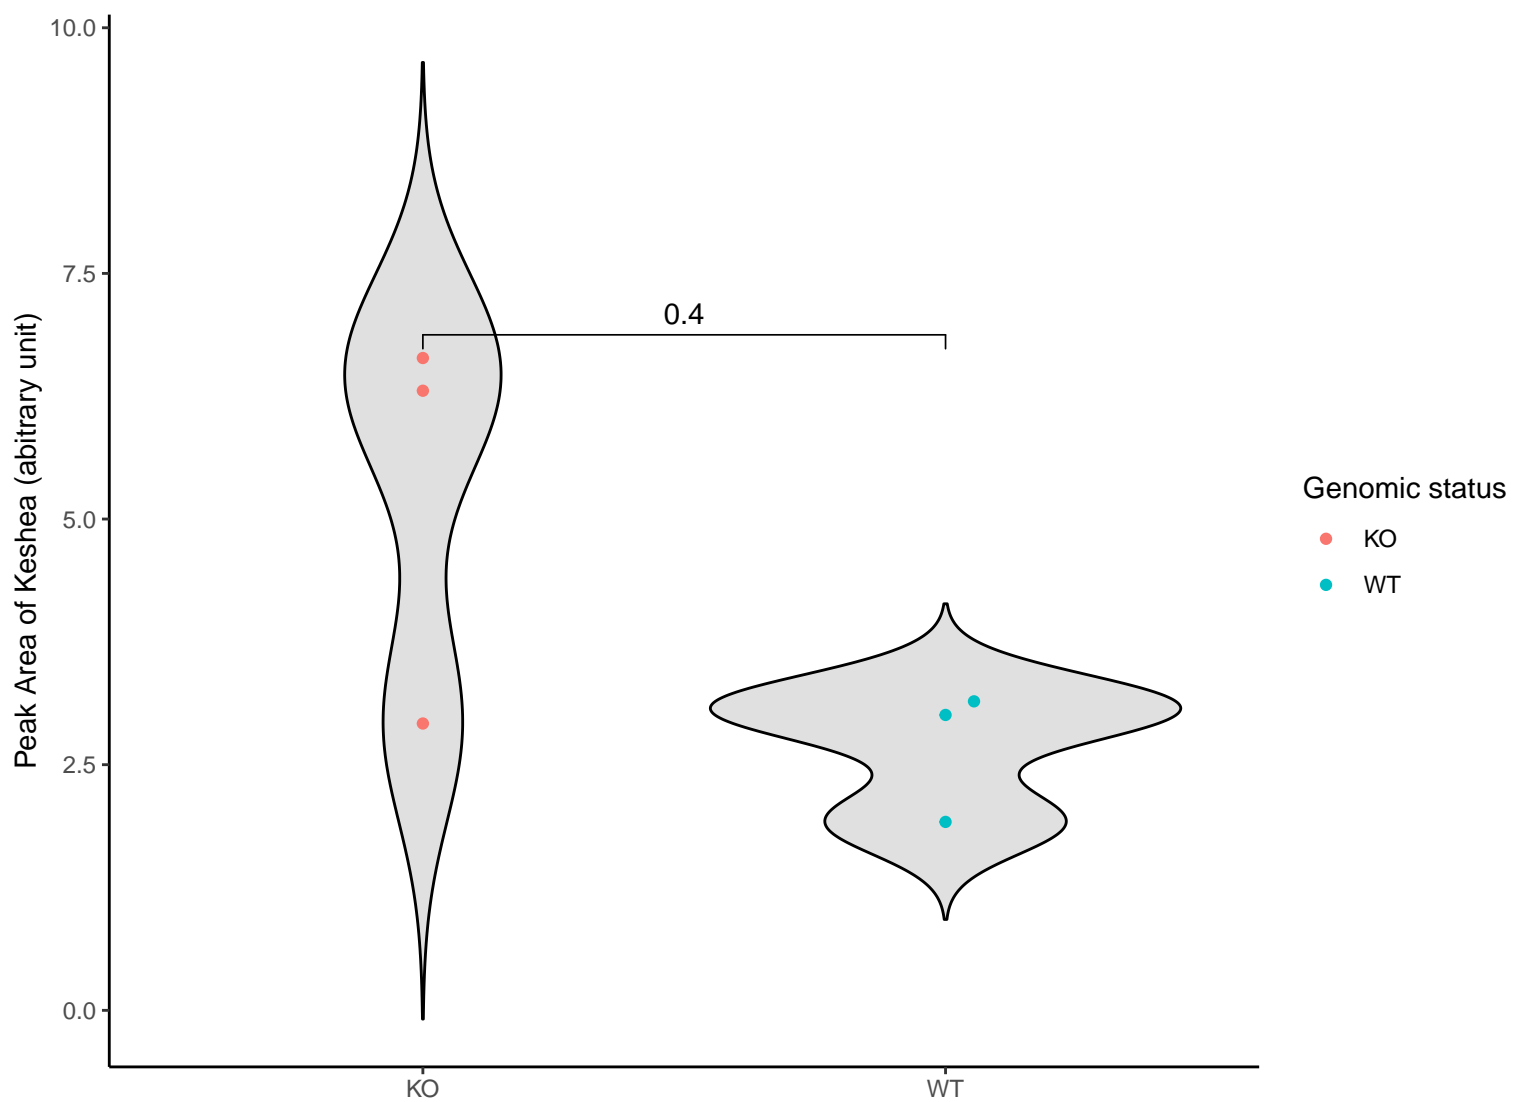 10.0
7.5
5.0
2.5
0.0
Peak Area of Keshea (abitrary unit)
0.4
KO
WT
Genomic status
KO
WT